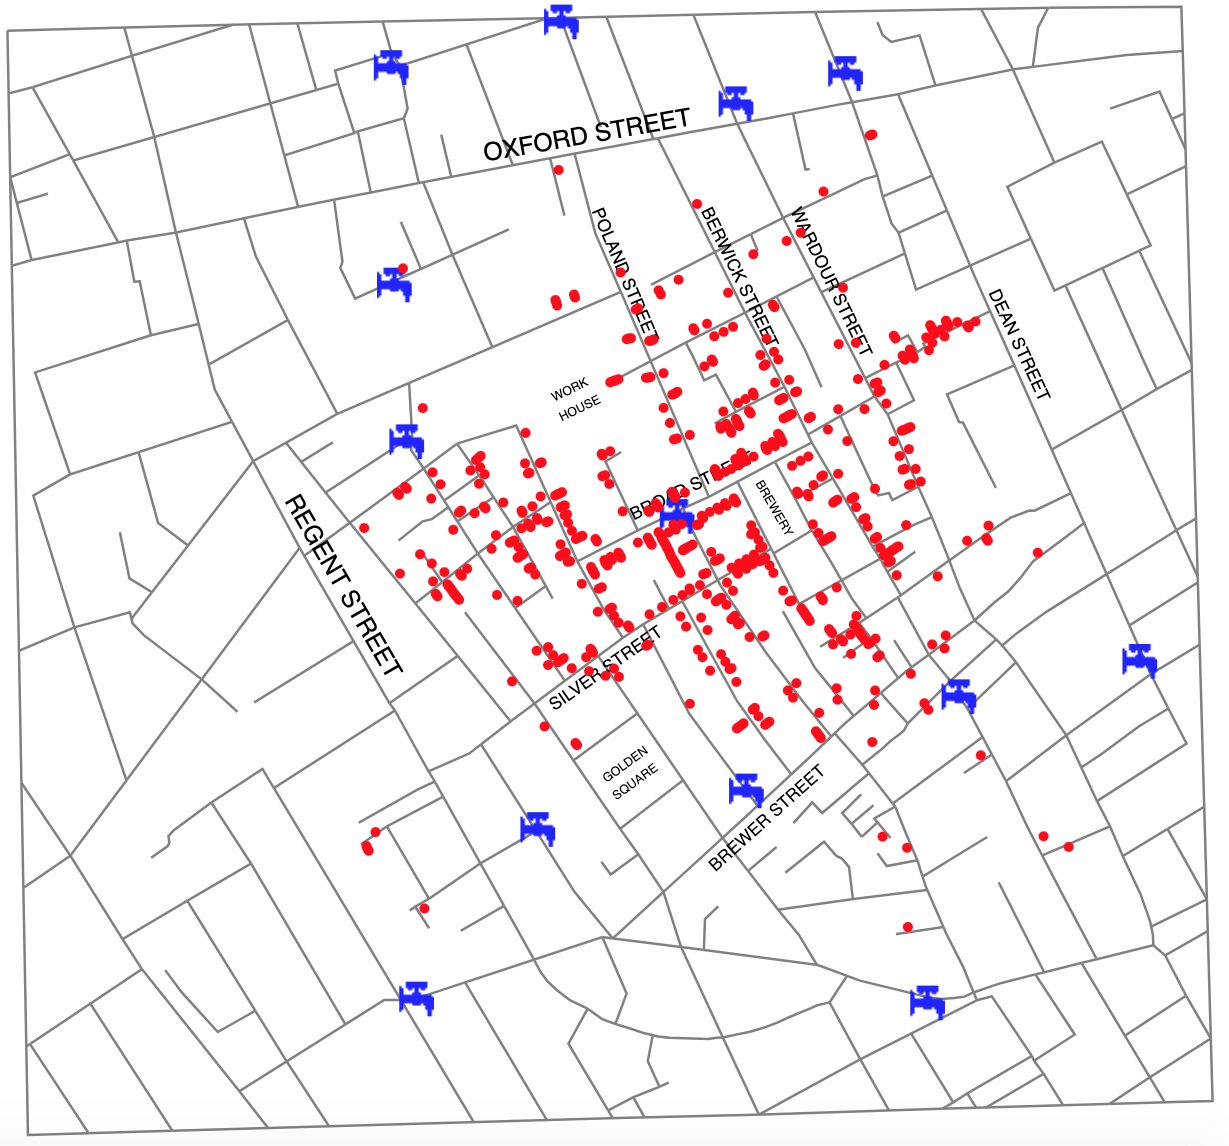 OXFORD STREET
POLAND STREET
BERWICK STREET
WARDOUR STREET
DEAN STREET
WORK
HOUSE
BROAD STREET
BREWERY
REGENT STREET
SILVER STREET
GOLDEN
SQUARE
BREWER STREET